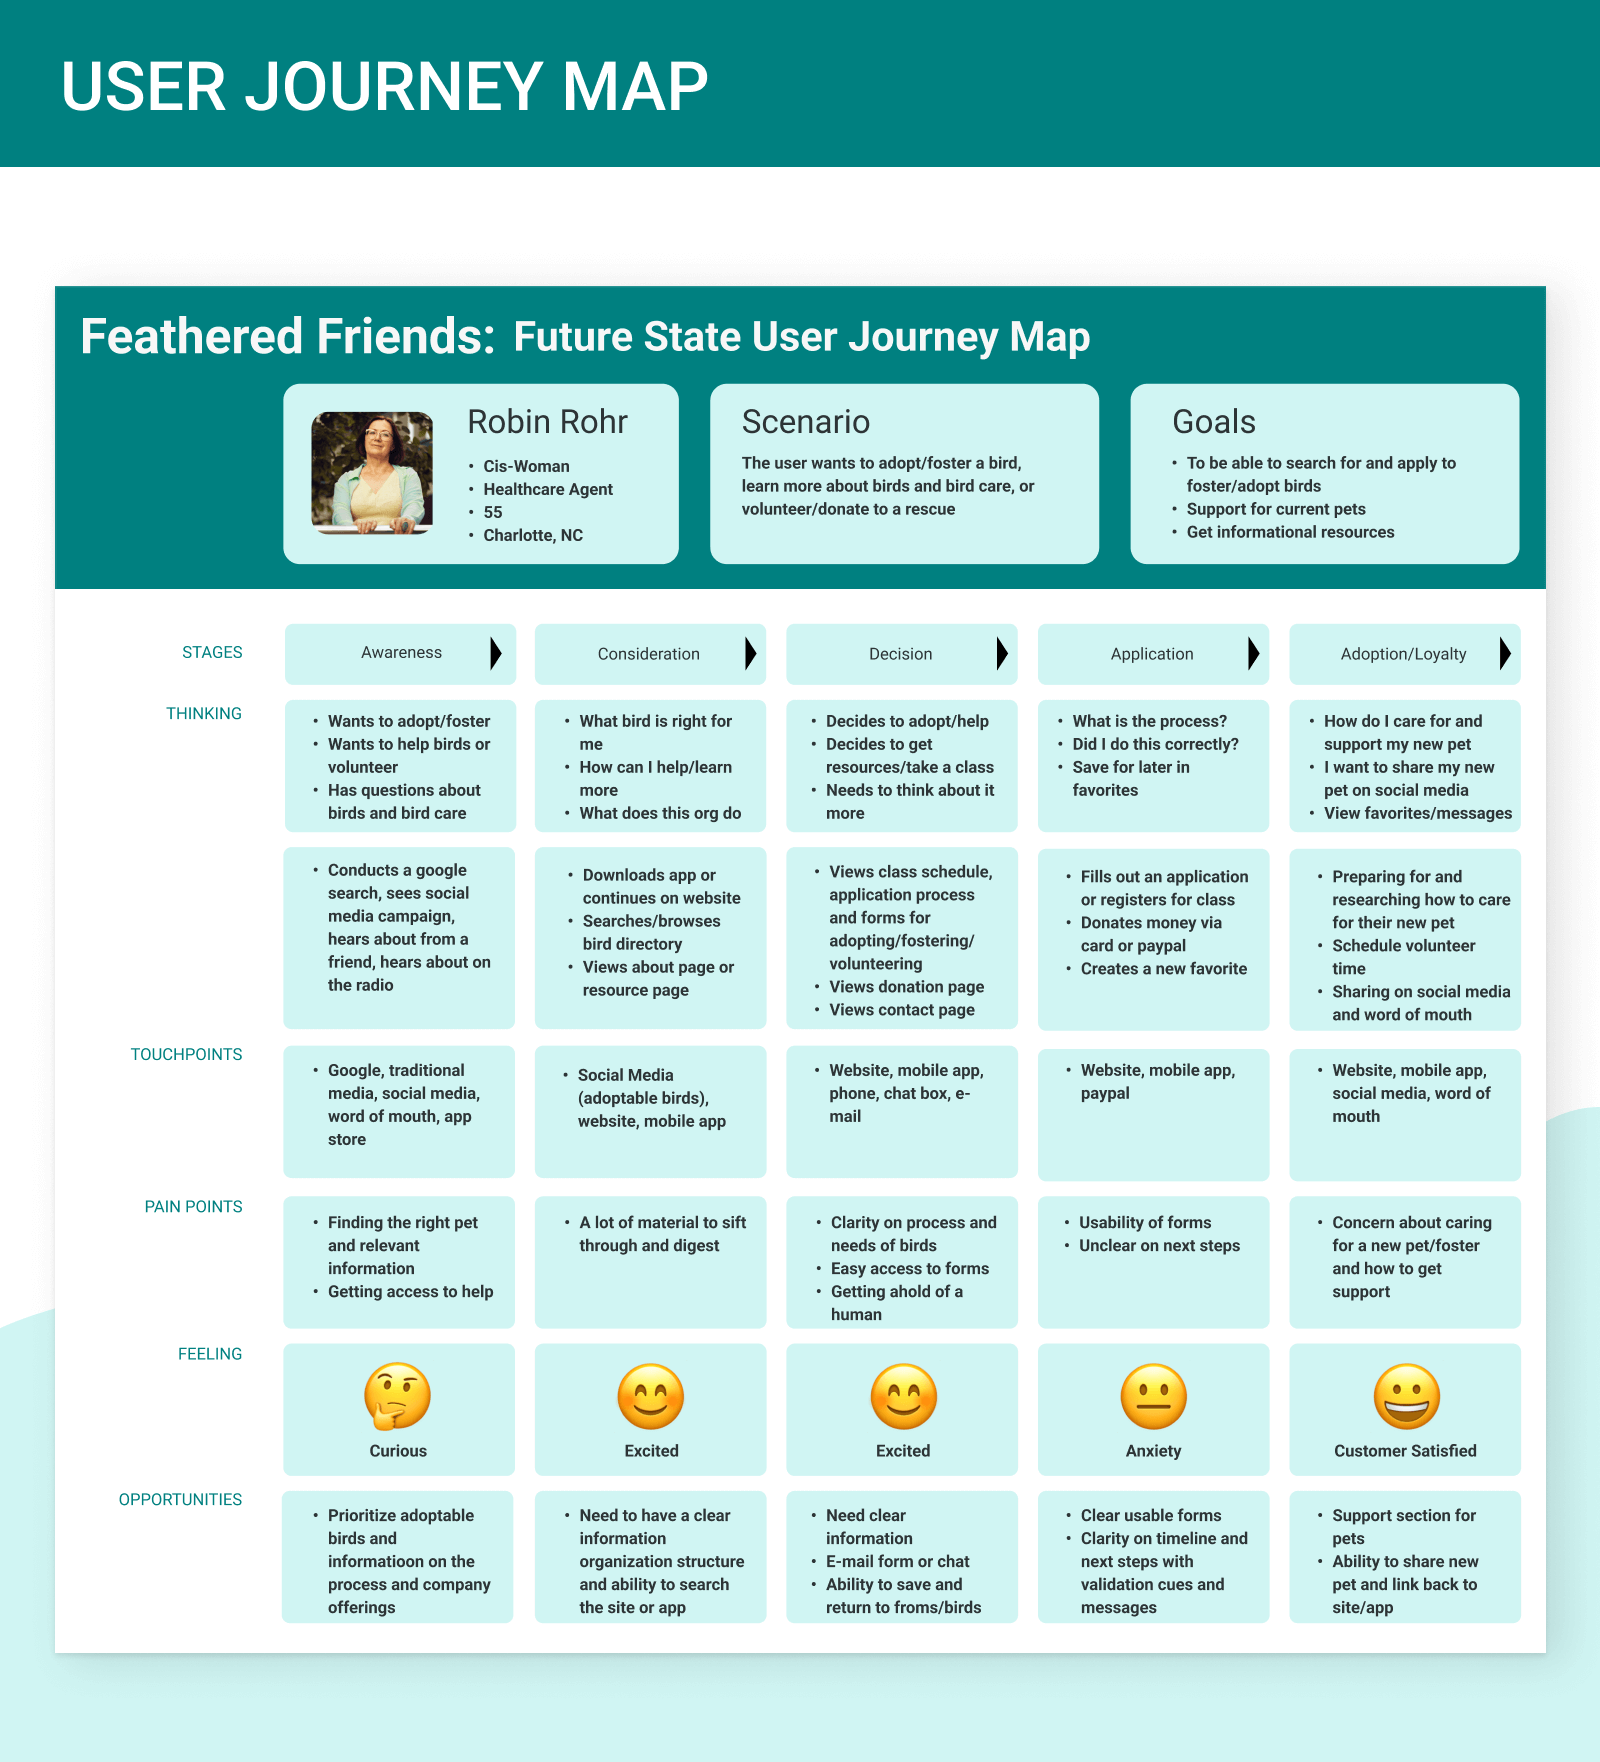 USER JOURNEY MAP
Feathered Friends: Future State User Journey Map
Robin Rohr
• Cis-Woman
• Healthcare Agent
• 55
• Charlotte, NC
Scenario
The user wants to adopt/foster a bird,
learn more about birds and bird care, or
volunteer/donate to a rescue
Goals
• To be able to search for and apply to
foster/adopt birds
• Support for current pets
• Get informational resources
STAGES
Awareness
Consideration
Decision
Application
Adoption/Loyalty
THINKING
• Wants to adopt/foster
• Wants to help birds or
volunteer
• Has questions about
birds and bird care
• What bird is right for
me
• How can I help/learn
more
• What does this org do
• Decides to adopt/help
• Decides to get
resources/take a class
• Needs to think about it
more
• What is the process?
• Did I do this correctly?
• Save for later in
favorites
• How do I care for and
support my new pet
• I want to share my new
pet on social media
• View favorites/messages
• Conducts a google
search, sees social
media campaign,
hears about from a
friend, hears about on
the radio
• Downloads app or
continues on website
• Searches/browses
bird directory
• Views about page or
resource page
• Views class schedule,
application process
and forms for
adopting/fostering/
volunteering
• Views donation page
• Views contact page
• Fills out an application
or registers for class
• Donates money via
card or paypal
• Creates a new favorite
• Preparing for and
researching how to care
for their new pet
• Schedule volunteer
time
• Sharing on social media
and word of mouth
TOUCHPOINTS
• Google, traditional
media, social media,
word of mouth, app
store
• Social Media
(adoptable birds),
website, mobile app
• Website, mobile app,
phone, chat box, e-
mail
• Website, mobile app,
paypal
• Website, mobile app,
social media, word of
mouth
PAIN POINTS
• Finding the right pet
and relevant
information
• Getting access to help
• A lot of material to sift
through and digest
• Clarity on process and
needs of birds
• Easy access to forms
• Getting ahold of a
human
• Usability of forms
• Unclear on next steps
• Concern about caring
for a new pet/foster
and how to get
support
FEELING
Curious
Excited
Excited
Anxiety
Customer Satisfied
OPPORTUNITIES
• Prioritize adoptable
birds and
informatioon on the
process and company
offerings
• Need to have a clear
information
organization structure
and ability to search
the site or app
• Need clear
information
• E-mail form or chat
• Ability to save and
return to froms/birds
• Clear usable forms
• Clarity on timeline and
next steps with
validation cues and
messages
• Support section for
pets
• Ability to share new
pet and link back to
site/app